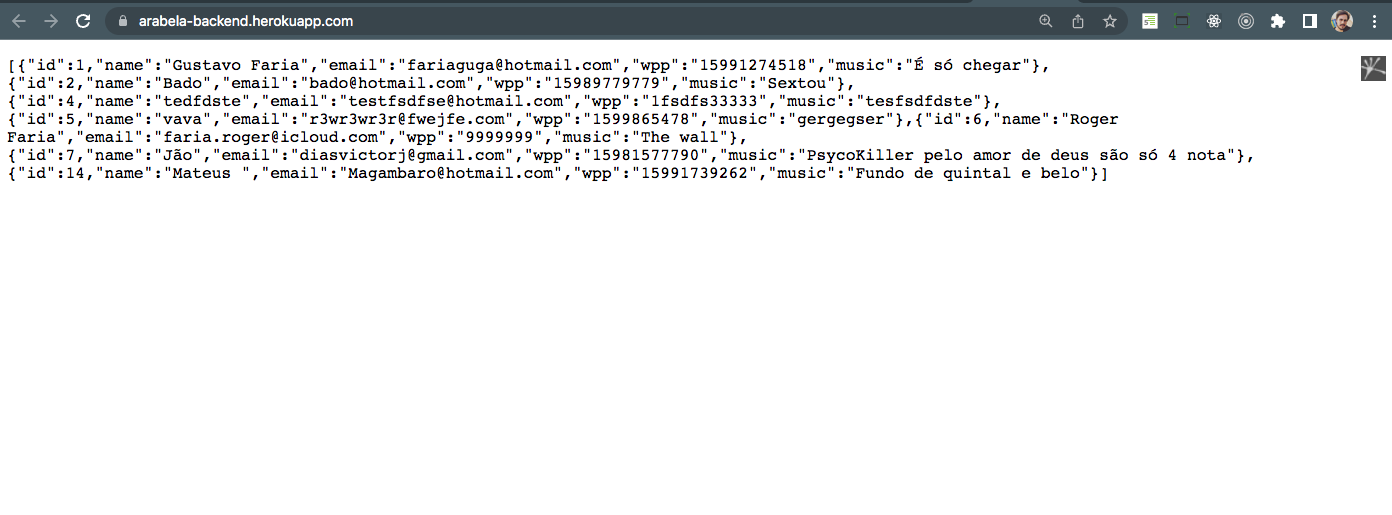 arabela-backend.herokuapp.com
[{"id":1,"name":"Gustavo Faria","email":"fariaguga@hotmail.com","wpp":"15991274518","music":"É só chegar"},
{"id":2,"name":"Bado","email":"bado@hotmail.com","wpp":"15989779779","music":"Sextou"},
{"id":4,"name":"tedfdste","email":"testfsdfse@hotmail.com","wpp":"1fsdfs33333","music":"tesfsdfdste"},
{"id":5,"name":"vava","email":"r3wr3wr3r@fwejfe.com","wpp":"1599865478","music":"gergegser"},{"id":6,"name":"Roger
Faria","email":"faria.roger@icloud.com","wpp":"9999999","music":"The wall"},
{"id":7,"name":"Jão","email":"diasvictorj@gmail.com","wpp":"15981577790","music":"PsycoKiller pelo amor de deus são só 4 nota"},
{"id":14,"name":"Mateus ","email":"Magambaro@hotmail.com","wpp":"15991739262","music":"Fundo de quintal e belo"}]